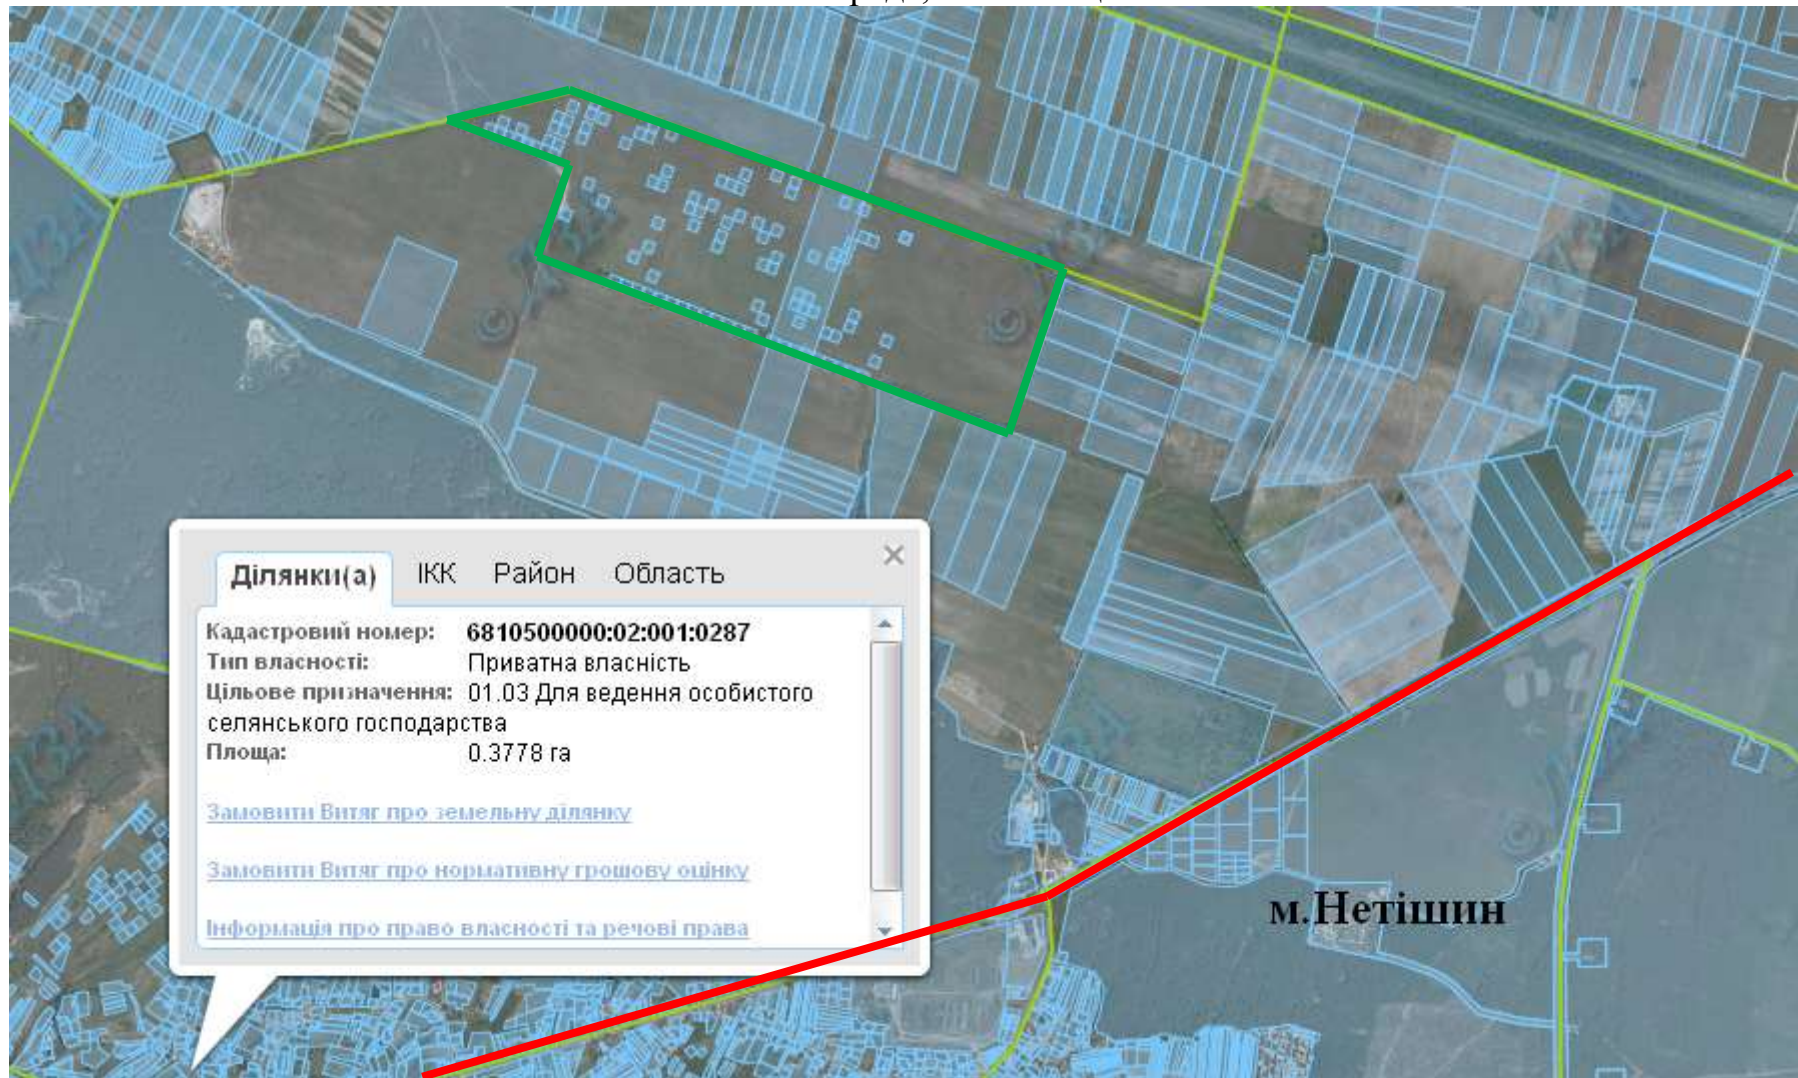 Ділянки(а) ІКК Район Область
Кадастровий номер: 6810500000:02:001:0287
Тип власності: Приватна власність
Цільове призначення: 01.03 Для ведення особистого
селянського господарства
Площа: 0.3778 га
Замовити Витяг про земельну ділянку
Замовити Витяг про нормативну грошову оцінку
Інформація про право власності та речові права
м.Нетішин